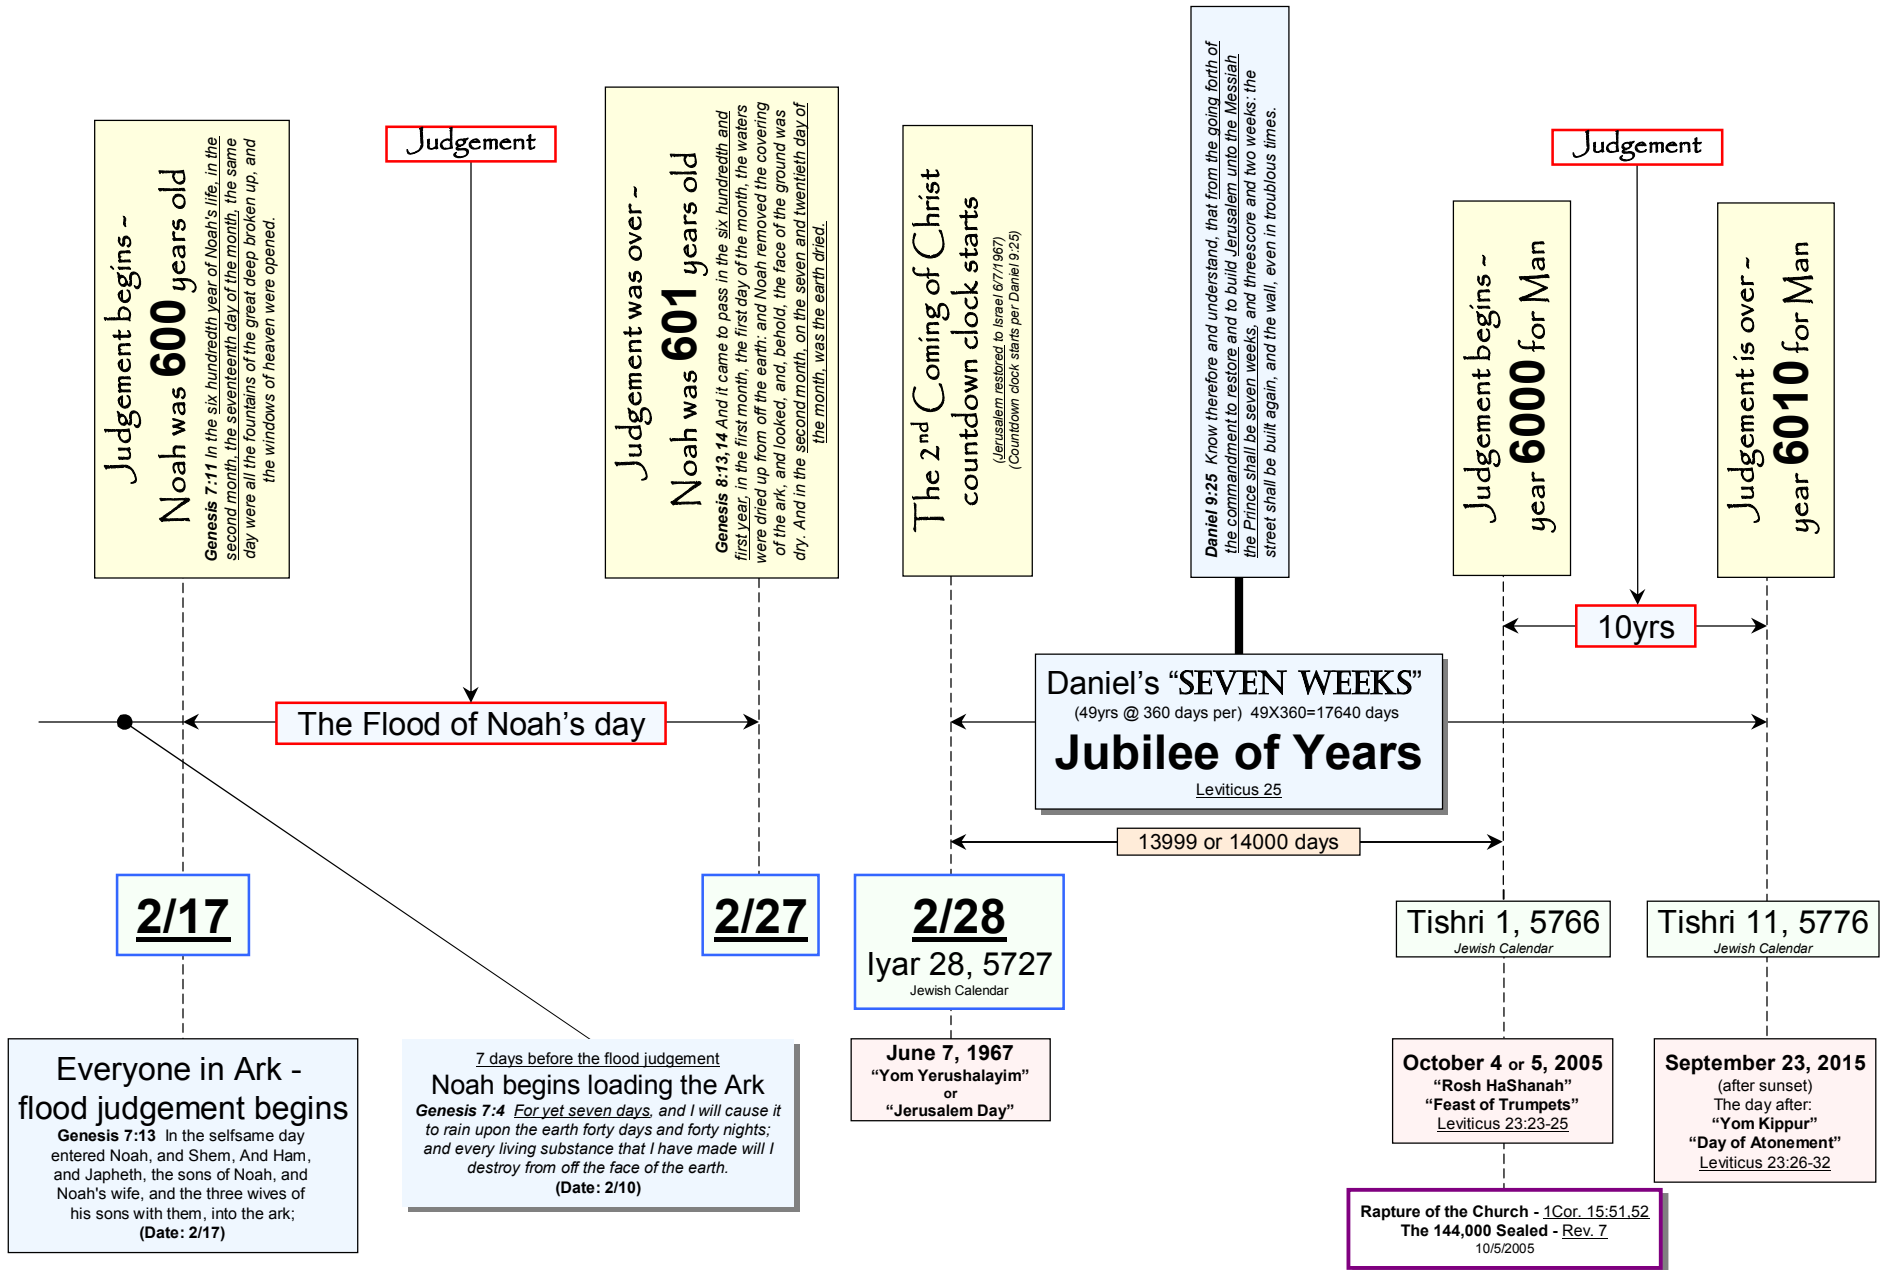 Judgement begins ~
Noah was 600 years old
Genesis 7:11 In the six hundredth year of Noah's life, in the
second month, the seventeenth day of the month, the same
day were all the fountains of the great deep broken up, and
the windows of heaven were opened.
Judgement
Judgement was over ~
Noah was 601 years old
Genesis 8:13,14 And it came to pass in the six hundredth and
first year, in the first month, the first day of the month, the waters
were dried up from off the earth: and Noah removed the covering
of the ark, and looked, and, behold, the face of the ground was
dry. And in the second month, on the seven and twentieth day of
the month, was the earth dried.
The 2nd Coming of Christ
countdown clock starts
(Jerusalem restored to Israel 6/7/1967)
(Countdown clock starts per Daniel 9:25)
Daniel 9:25 Know therefore and understand, that from the going forth of
the commandment to restore and to build Jerusalem unto the Messiah
the Prince shall be seven weeks, and threescore and two weeks: the
street shall be built again, and the wall, even in troublous times.
Judgement
Judgement begins ~
year 6000 for Man
Judgement is over ~
year 6010 for Man
10yrs
The Flood of Noah's day
Daniel's “SEVEN WEEKS”
(49yrs @ 360 days per) 49X360=17640 days
Jubilee of Years
Leviticus 25
13999 or 14000 days
2/17
2/27
2/28
Iyar 28, 5727
Jewish Calendar
Tishri 1, 5766
Jewish Calendar
Tishri 11, 5776
Jewish Calendar
Everyone in Ark -
flood judgement begins
Genesis 7:13 In the selfsame day
entered Noah, and Shem, And Ham,
and Japheth, the sons of Noah, and
Noah's wife, and the three wives of
his sons with them, into the ark;
(Date: 2/17)
7 days before the flood judgement
Noah begins loading the Ark
Genesis 7:4 For yet seven days, and I will cause it
to rain upon the earth forty days and forty nights;
and every living substance that I have made will I
destroy from off the face of the earth.
(Date: 2/10)
June 7, 1967
“Yom Yerushalayim”
or
“Jerusalem Day”
October 4 or 5, 2005
“Rosh HaShanah”
“Feast of Trumpets”
Leviticus 23:23-25
September 23, 2015
(after sunset)
The day after:
“Yom Kippur”
“Day of Atonement”
Leviticus 23:26-32
Rapture of the Church - 1Cor. 15:51,52
The 144,000 Sealed - Rev. 7
10/5/2005